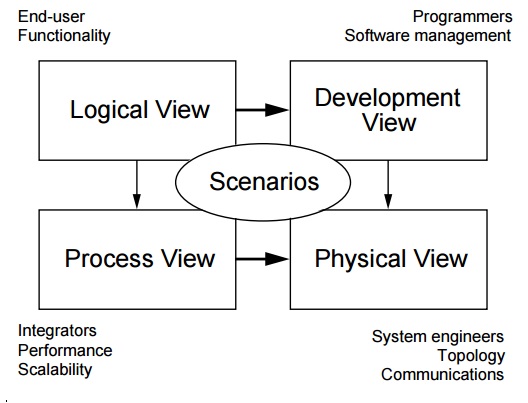 End-user
Functionality
Programmers
Software management
Logical View
Development
View
Scenarios
Process View
Physical View
Integrators
Performance
Scalability
System engineers
Topology
Communications